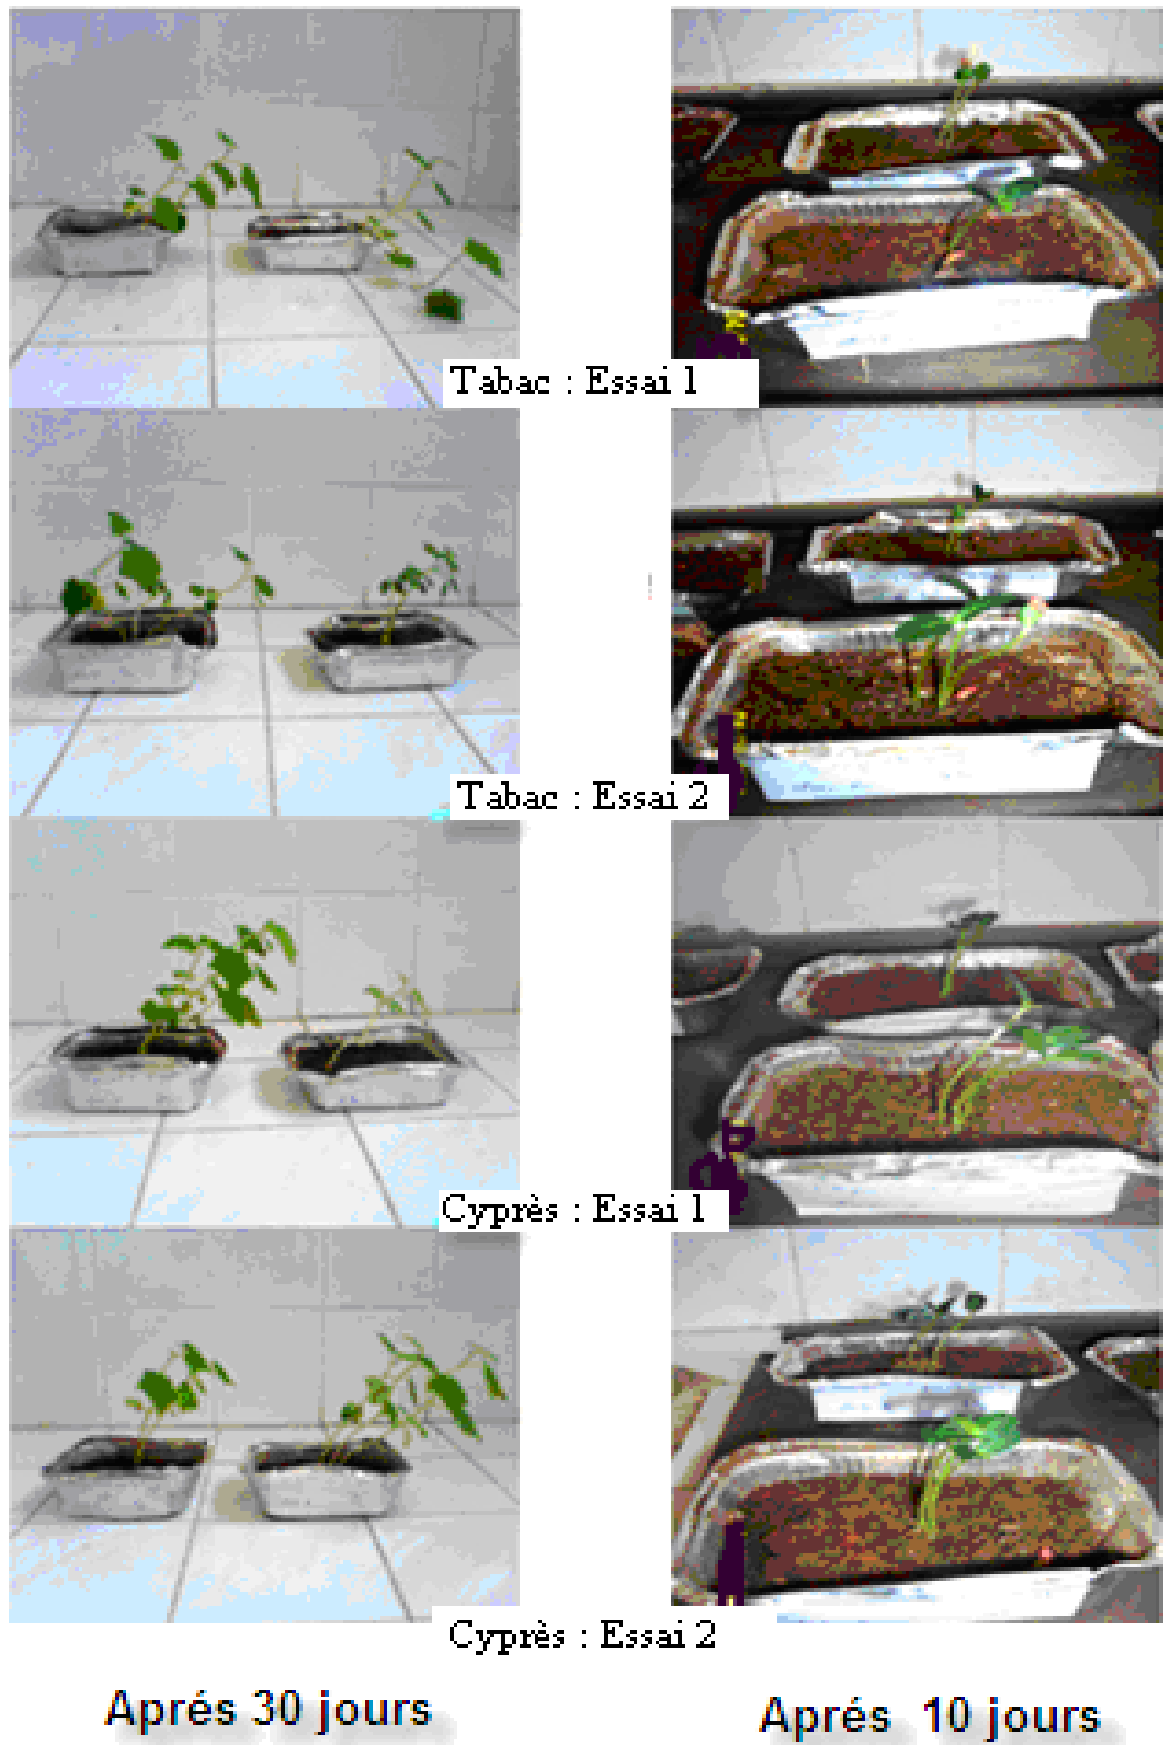 Tabac : Essai 1
Tabac : Essai 2
Cyprès : Essai 1
Cyprès : Essai 2
Aprés 30 jours
Aprés 10 jours